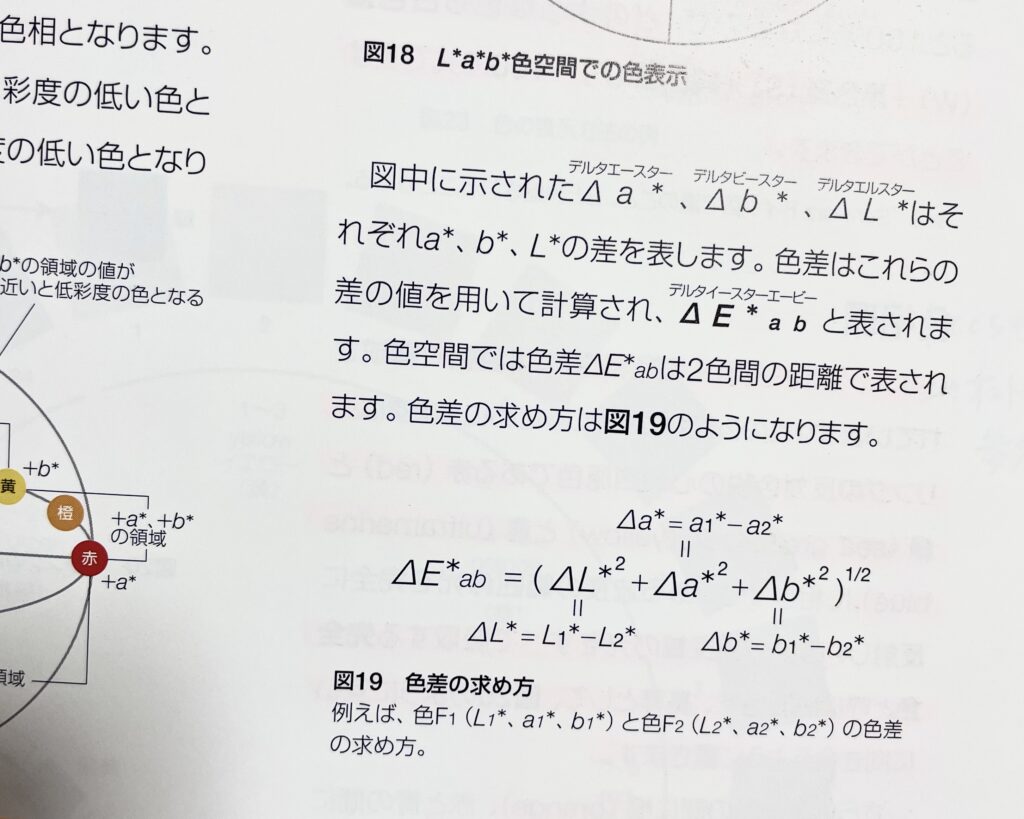 色相となります。
彩度の低い色と
度の低い色となり
b*の領域の値が
近いと低彩度の色となる
黄
+b*
橙
+a*、+b*
の領域
赤
+a*
領域
図18 L*a*b*色空間での色表示
デルタエースター デルタビースター デルタエルスター
図中に示されたΔa*、Δb*、ΔL*はそ
れぞれa*、b*、L*の差を表します。色差はこれらの
デルタイースターエービー
差の値を用いて計算され、ΔE*abと表されま
す。色空間では色差ΔE*abは2色間の距離で表され
ます。色差の求め方は図19のようになります。
Δa*=a1*−a2*
ΔE*ab =(ΔL*²+Δa*²+Δb*²)1/2
ΔL*=L1*−L2* Δb*=b1*−b2*
図19 色差の求め方
例えば、色F1(L1*、a1*、b1*)と色F2(L2*、a2*、b2*)の色差
の求め方。